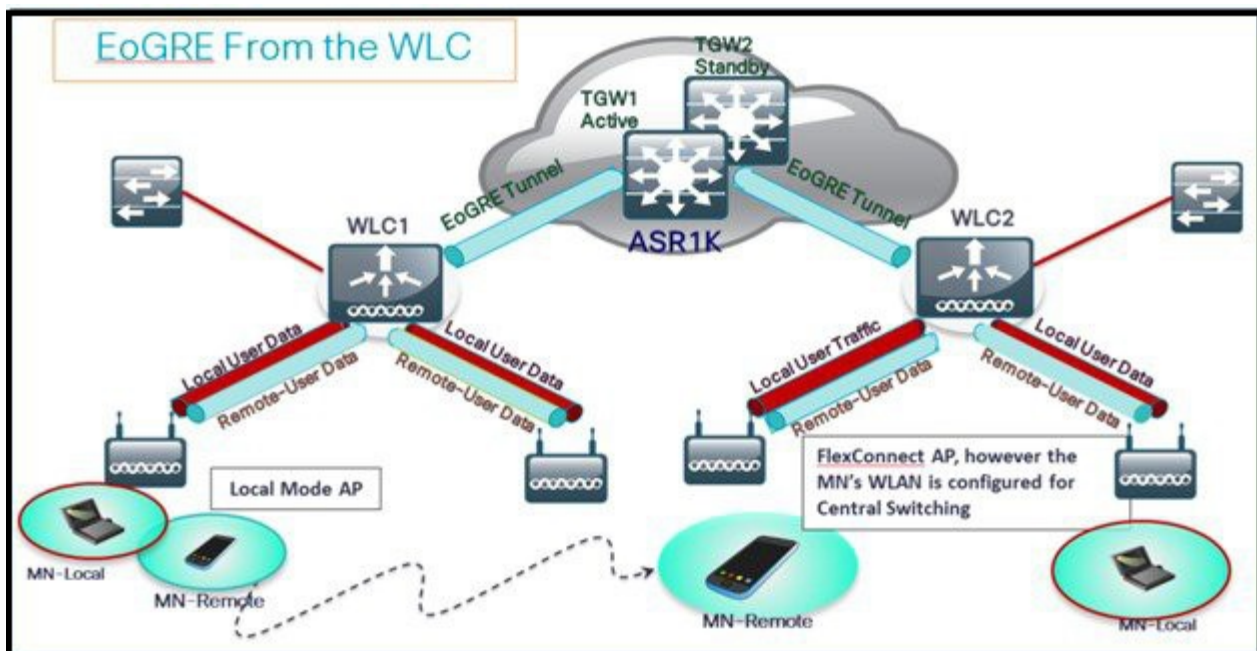 EoGRE From the WLC
TGW2
Standby
TGW1
Active
EoGRE Tunnel
EoGRE Tunnel
WLC1
ASR1K
WLC2
Local User Data
Remote-User Data
Local User Data
Remote-User Data
Local User Traffic
Remote-User Data
Local User Data
Remote-User Data
Local Mode AP
FlexConnect AP, however the
MN's WLAN is configured for
Central Switching
MN-Local
MN-Remote
MN-Remote
MN-Local